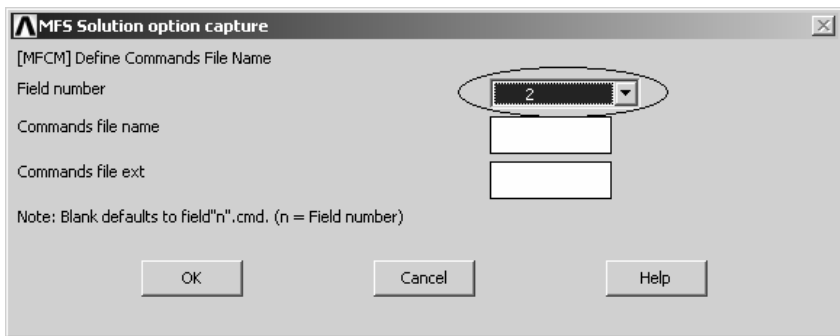 MFS Solution option capture
[MFCM] Define Commands File Name
Field number
2
Commands file name
Commands file ext
Note: Blank defaults to field"n".cmd. (n = Field number)
OK
Cancel
Help